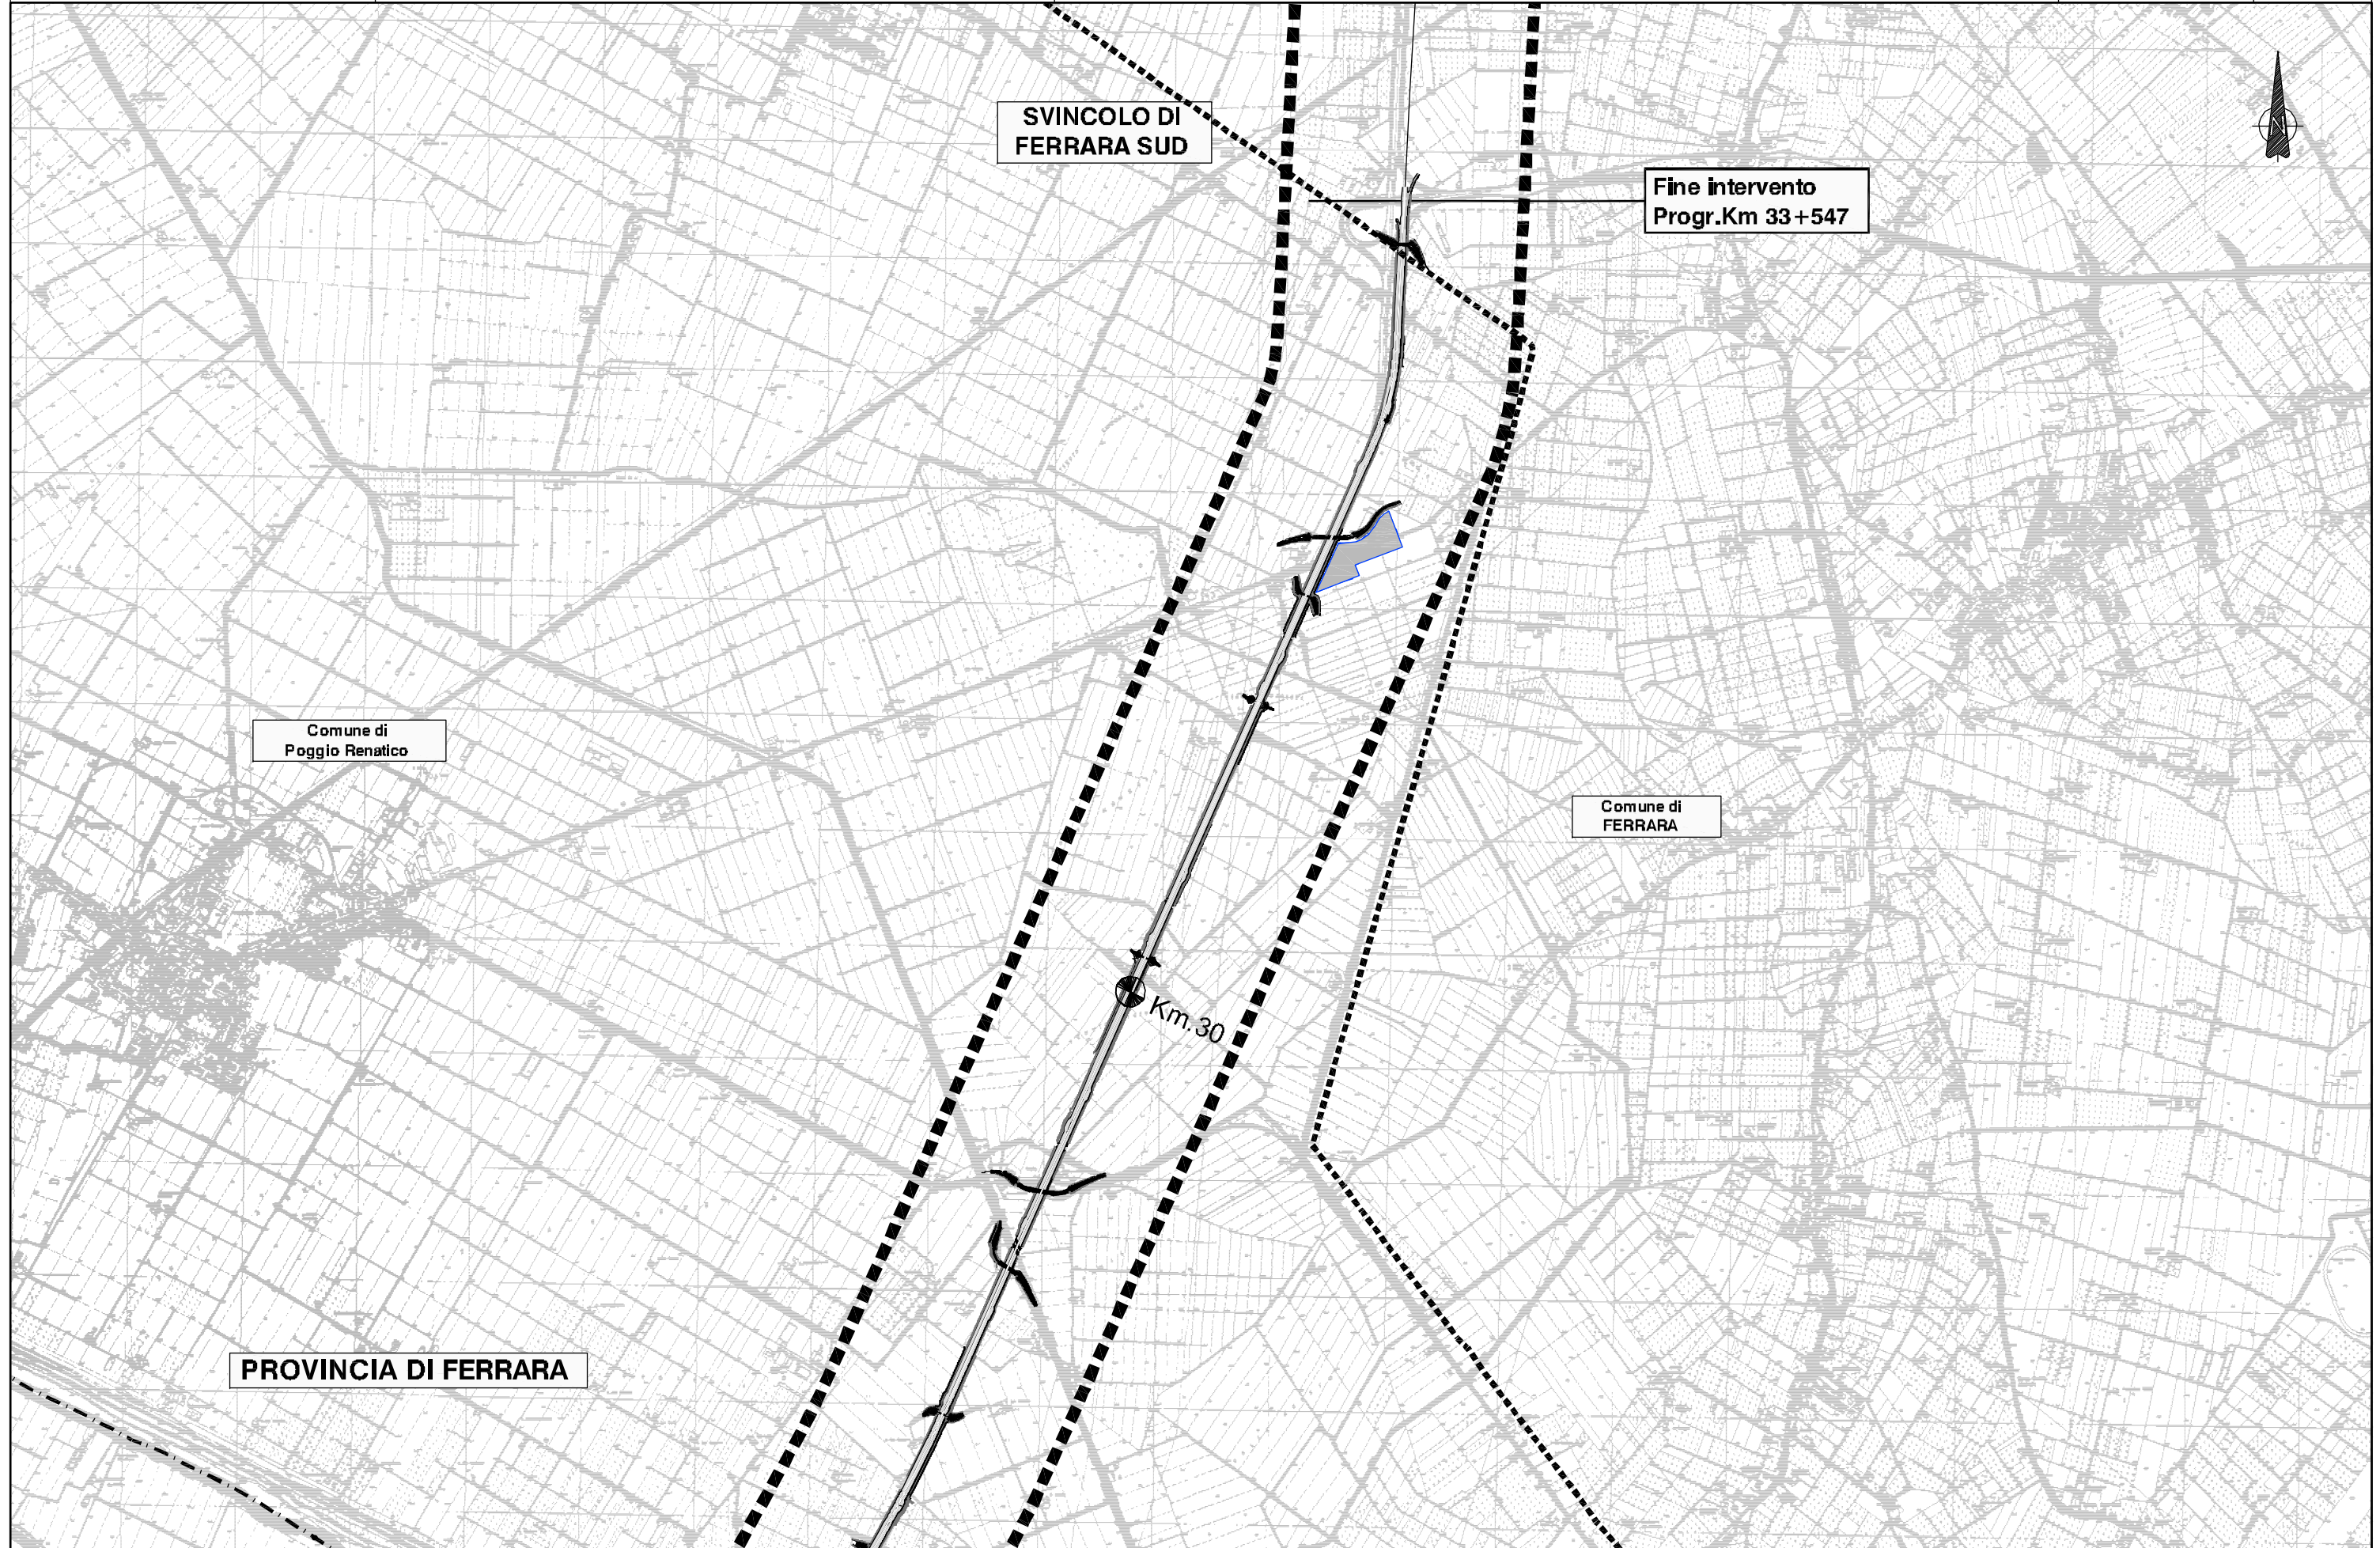 SVINCOLO DI
FERRARA SUD
N
Fine intervento
Progr.Km 33+547
Comune di
Poggio Renatico
Comune di
FERRARA
Km.30
PROVINCIA DI FERRARA